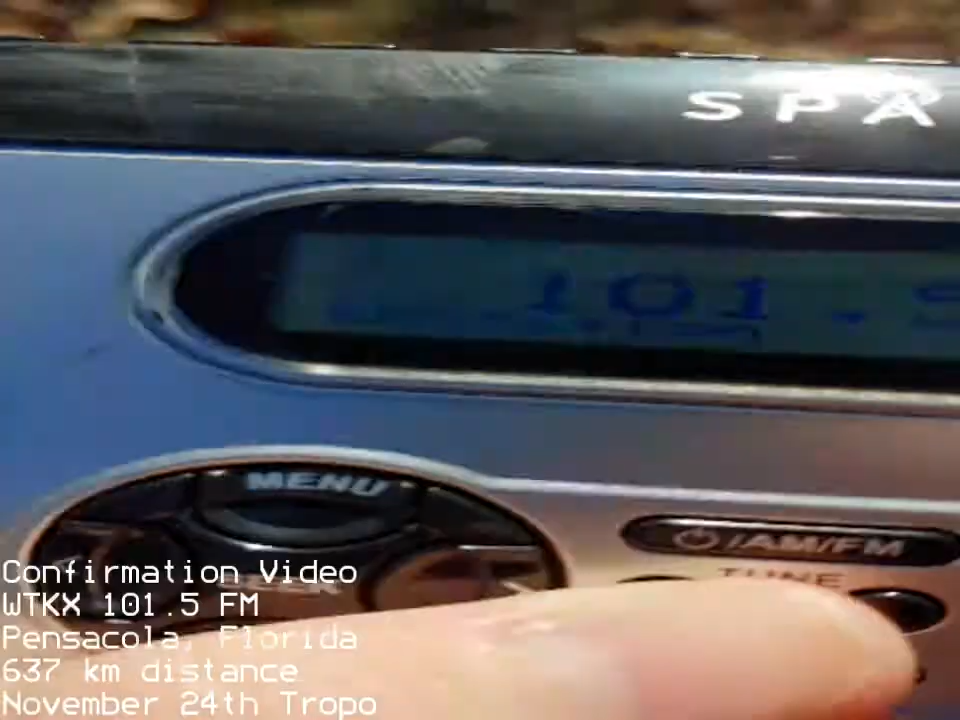 SPA
101.5
MENU
/AM/FM
TUNE
Confirmation Video
WTKX 101.5 FM
Pensacola, Florida
637 km distance
November 24th Tropo